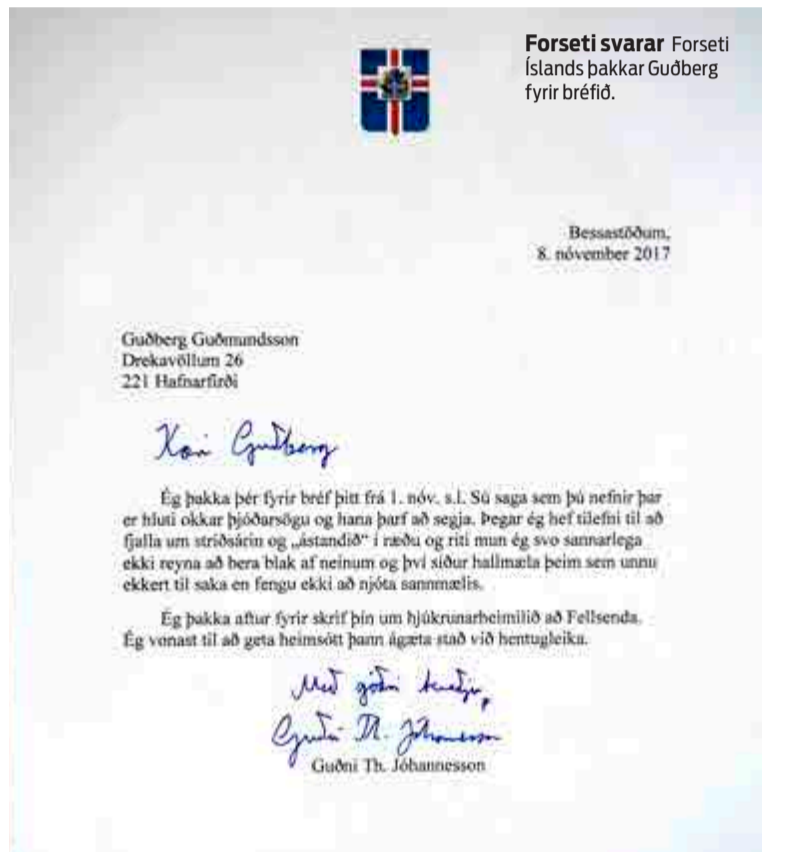 Forseti svarar Forseti
Íslands þakkar Guðberg
fyrir bréfið.
Bessastöðum,
8. nóvember 2017
Guðberg Guðmundsson
Drekavöllum 26
221 Hafnarfirði
Kæri Guðberg
Ég þakka þér fyrir bréf þitt frá 1. nóv. s.l. Sú saga sem þú nefnir þar
er hluti okkar þjóðarsögu og hana þarf að segja. Þegar ég hef tilefni til að
fjalla um stríðsárin og „ástandið“ í ræðu og riti mun ég svo sannarlega
ekki reyna að bera blak af neinum og því síður hallmæla þeim sem unnu
ekkert til saka en fengu ekki að njóta sannmælis.
Ég þakka aftur fyrir skrif þín um hjúkrunarheimilið að Fellsenda.
Ég vonast til að geta heimsótt þann ágæta stað við hentugleika.
Með góðri kveðju,
Guðni Th. Jóhannesson
Guðni Th. Jóhannesson